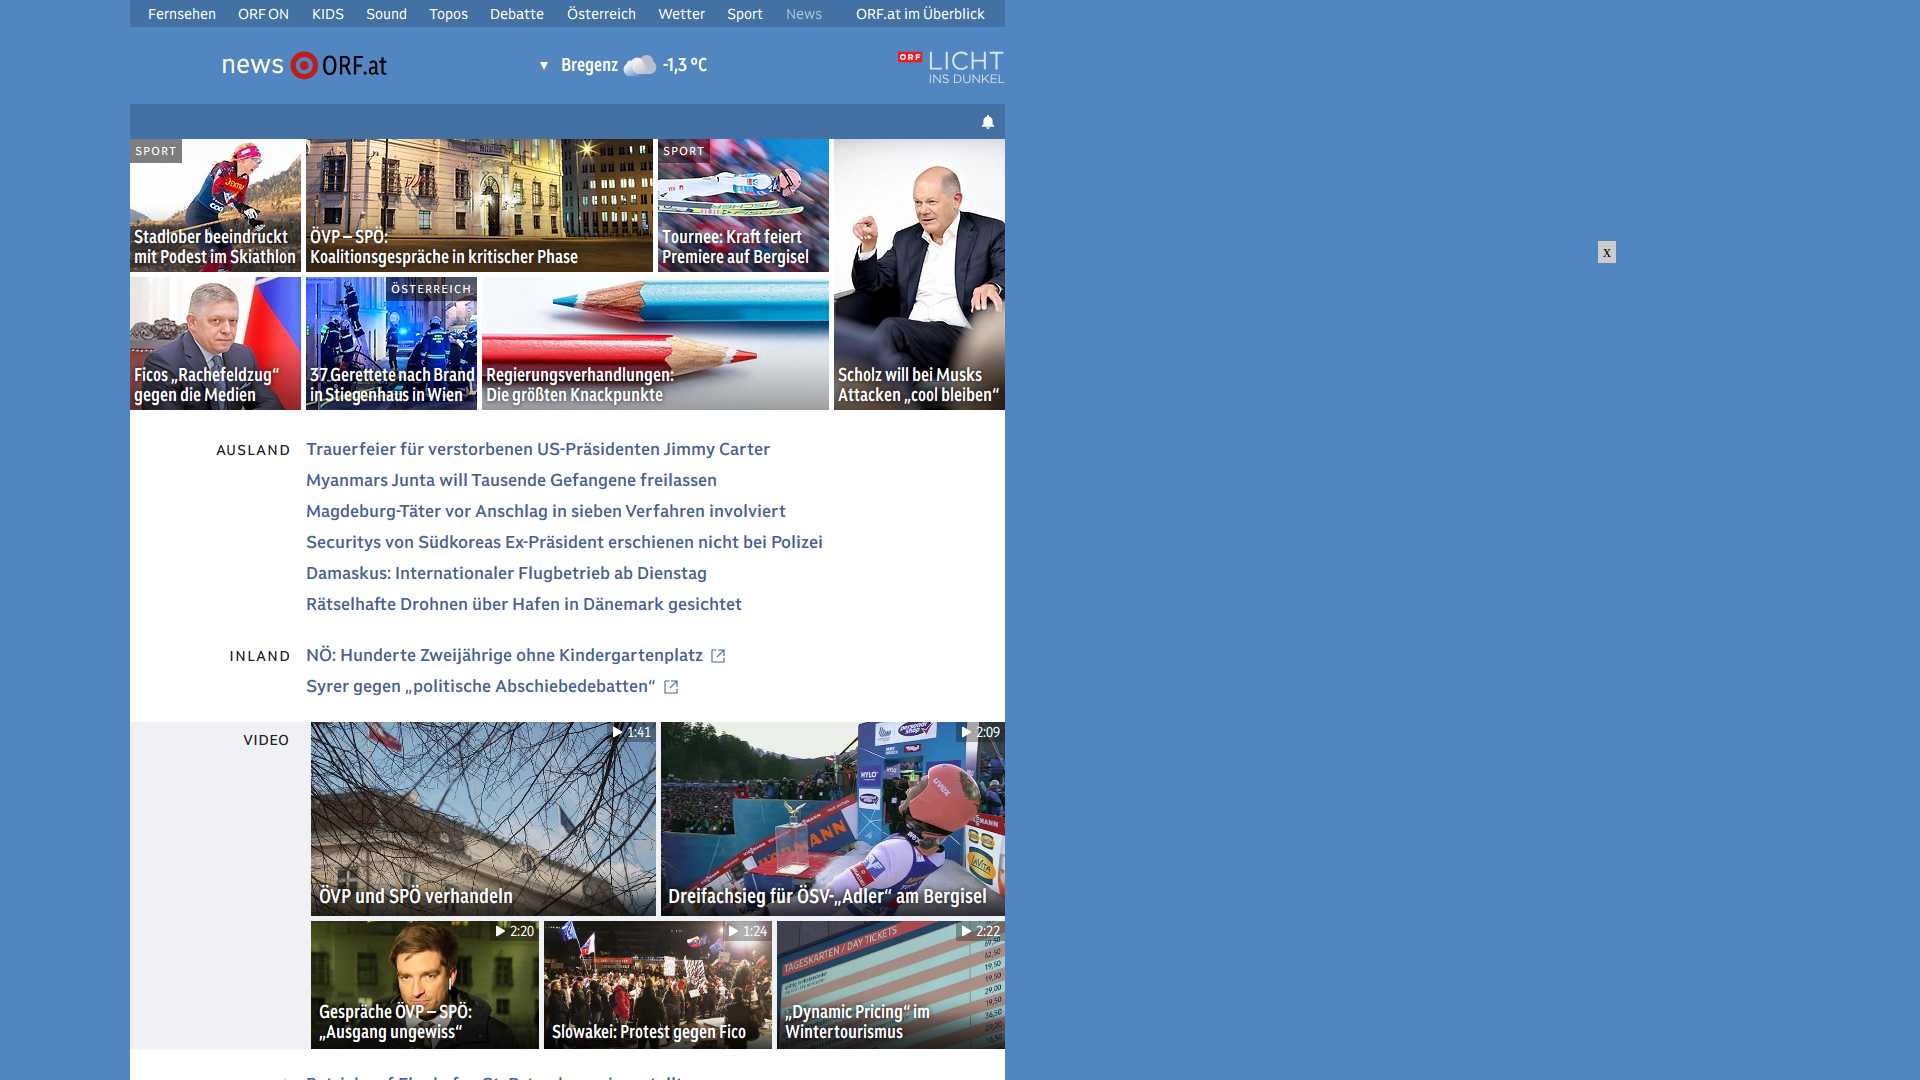 Fernsehen ORF ON KIDS Sound Topos Debatte Österreich Wetter Sport News ORF.at im Überblick
news ORF.at
Bregenz -1,3 °C
ORF LICHT
INS DUNKEL
SPORT
Stadlober beeindruckt
mit Podest im Skiathlon
ÖVP – SPÖ:
Koalitionsgespräche in kritischer Phase
SPORT
Tournee: Kraft feiert
Premiere auf Bergisel
Scholz will bei Musks
Attacken „cool bleiben“
x
Ficos „Rachefeldzug“
gegen die Medien
ÖSTERREICH
37 Gerettete nach Brand
in Stiegenhaus in Wien
Regierungsverhandlungen:
Die größten Knackpunkte
AUSLAND
Trauerfeier für verstorbenen US-Präsidenten Jimmy Carter
Myanmars Junta will Tausende Gefangene freilassen
Magdeburg-Täter vor Anschlag in sieben Verfahren involviert
Securitys von Südkoreas Ex-Präsident erschienen nicht bei Polizei
Damaskus: Internationaler Flugbetrieb ab Dienstag
Rätselhafte Drohnen über Hafen in Dänemark gesichtet
INLAND
NÖ: Hunderte Zweijährige ohne Kindergartenplatz
Syrer gegen „politische Abschiebedebatten“
VIDEO
1:41
ÖVP und SPÖ verhandeln
2:09
Dreifachsieg für ÖSV-„Adler“ am Bergisel
2:20
Gespräche ÖVP – SPÖ:
„Ausgang ungewiss“
1:24
Slowakei: Protest gegen Fico
2:22
TAGESKARTEN / DAY TICKETS
„Dynamic Pricing“ im
Wintertourismus